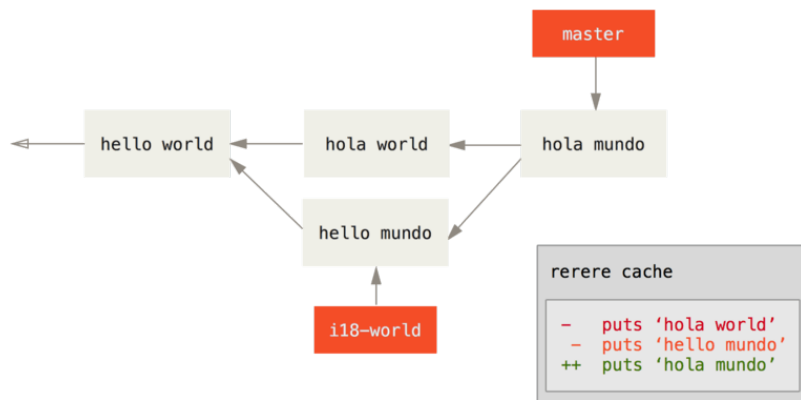 master
hello world
hola world
hola mundo
hello mundo
i18-world
rerere cache
-   puts ‘hola world’
 -  puts ‘hello mundo’
++  puts ‘hola mundo’